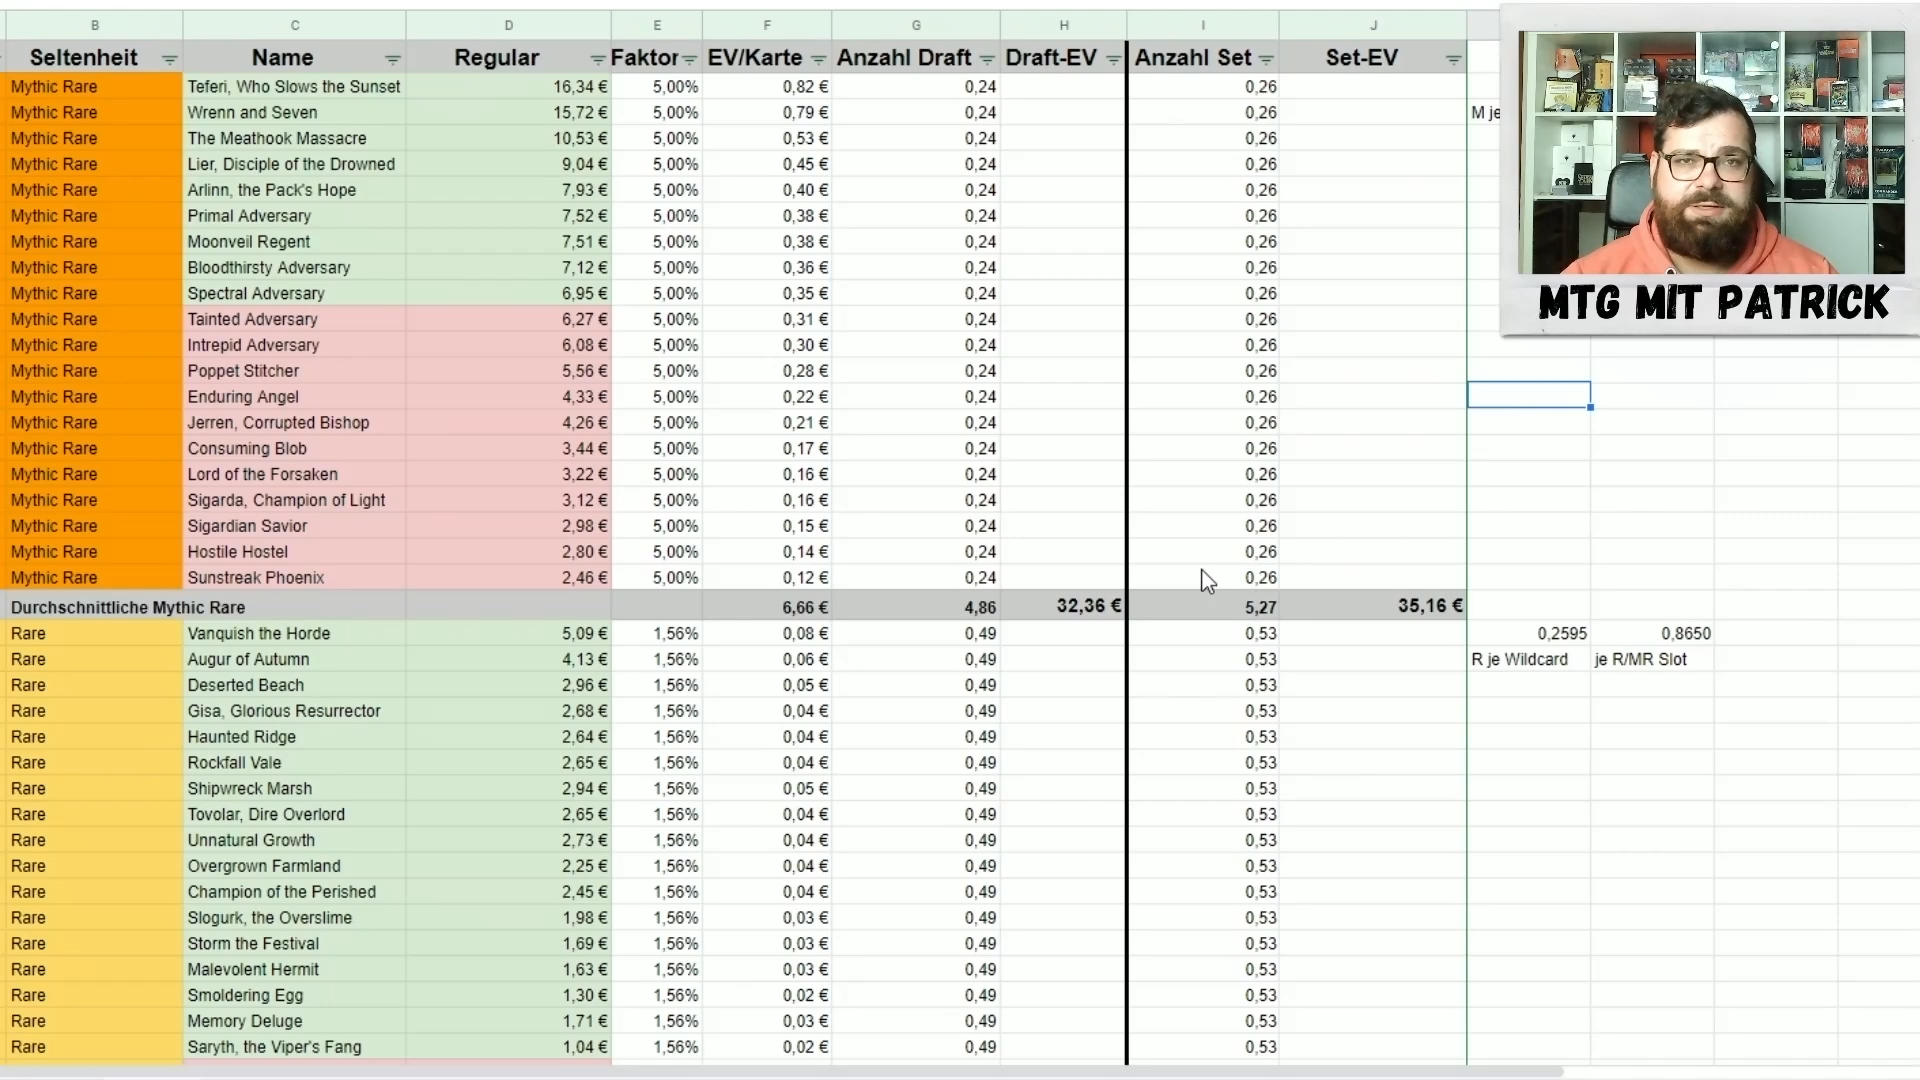 B C D E F G H I J
Seltenheit Name Regular Faktor EV/Karte Anzahl Draft Draft-EV Anzahl Set Set-EV
Mythic Rare Teferi, Who Slows the Sunset 16,34 € 5,00% 0,82 € 0,24 0,26
Mythic Rare Wrenn and Seven 15,72 € 5,00% 0,79 € 0,24 0,26 M je
Mythic Rare The Meathook Massacre 10,53 € 5,00% 0,53 € 0,24 0,26
Mythic Rare Lier, Disciple of the Drowned 9,04 € 5,00% 0,45 € 0,24 0,26
Mythic Rare Arlinn, the Pack's Hope 7,93 € 5,00% 0,40 € 0,24 0,26
Mythic Rare Primal Adversary 7,52 € 5,00% 0,38 € 0,24 0,26
Mythic Rare Moonveil Regent 7,51 € 5,00% 0,38 € 0,24 0,26
Mythic Rare Bloodthirsty Adversary 7,12 € 5,00% 0,36 € 0,24 0,26
Mythic Rare Spectral Adversary 6,95 € 5,00% 0,35 € 0,24 0,26
MTG MIT PATRICK
Mythic Rare Tainted Adversary 6,27 € 5,00% 0,31 € 0,24 0,26
Mythic Rare Intrepid Adversary 6,08 € 5,00% 0,30 € 0,24 0,26
Mythic Rare Poppet Stitcher 5,56 € 5,00% 0,28 € 0,24 0,26
Mythic Rare Enduring Angel 4,33 € 5,00% 0,22 € 0,24 0,26
Mythic Rare Jerren, Corrupted Bishop 4,26 € 5,00% 0,21 € 0,24 0,26
Mythic Rare Consuming Blob 3,44 € 5,00% 0,17 € 0,24 0,26
Mythic Rare Lord of the Forsaken 3,22 € 5,00% 0,16 € 0,24 0,26
Mythic Rare Sigarda, Champion of Light 3,12 € 5,00% 0,16 € 0,24 0,26
Mythic Rare Sigardian Savior 2,98 € 5,00% 0,15 € 0,24 0,26
Mythic Rare Hostile Hostel 2,80 € 5,00% 0,14 € 0,24 0,26
Mythic Rare Sunstreak Phoenix 2,46 € 5,00% 0,12 € 0,24 0,26
Durchschnittliche Mythic Rare 6,66 € 4,86 32,36 € 5,27 35,16 €
Rare Vanquish the Horde 5,09 € 1,56% 0,08 € 0,49 0,53 0,2595 0,8650
Rare Augur of Autumn 4,13 € 1,56% 0,06 € 0,49 0,53 R je Wildcard je R/MR Slot
Rare Deserted Beach 2,96 € 1,56% 0,05 € 0,49 0,53
Rare Gisa, Glorious Resurrector 2,68 € 1,56% 0,04 € 0,49 0,53
Rare Haunted Ridge 2,64 € 1,56% 0,04 € 0,49 0,53
Rare Rockfall Vale 2,65 € 1,56% 0,04 € 0,49 0,53
Rare Shipwreck Marsh 2,94 € 1,56% 0,05 € 0,49 0,53
Rare Tovolar, Dire Overlord 2,65 € 1,56% 0,04 € 0,49 0,53
Rare Unnatural Growth 2,73 € 1,56% 0,04 € 0,49 0,53
Rare Overgrown Farmland 2,25 € 1,56% 0,04 € 0,49 0,53
Rare Champion of the Perished 2,45 € 1,56% 0,04 € 0,49 0,53
Rare Slogurk, the Overslime 1,98 € 1,56% 0,03 € 0,49 0,53
Rare Storm the Festival 1,69 € 1,56% 0,03 € 0,49 0,53
Rare Malevolent Hermit 1,63 € 1,56% 0,03 € 0,49 0,53
Rare Smoldering Egg 1,30 € 1,56% 0,02 € 0,49 0,53
Rare Memory Deluge 1,71 € 1,56% 0,03 € 0,49 0,53
Rare Saryth, the Viper's Fang 1,04 € 1,56% 0,02 € 0,49 0,53